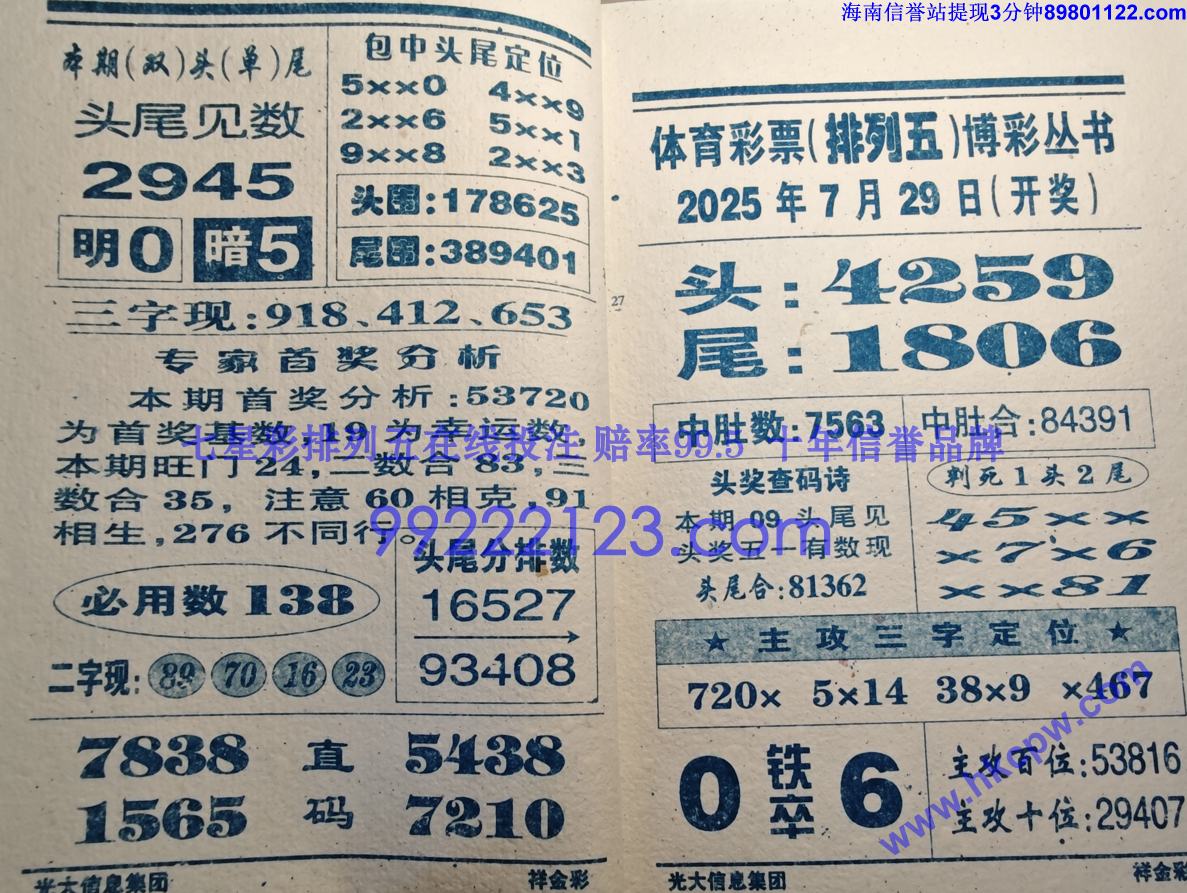 海南信誉站提现3分钟89801122.com
本期(双)头(单)尾
头尾见数
2945
明0 暗5
包中头尾定位
5××0 4××9
2××6 5××1
9××8 2××3
头围:178625
尾围:389401
三字现:918、412、653
专家首奖分析
本期首奖分析:53720
为首奖基数,19为幸运数,
本期旺门24,二数合83,三
数合35,注意60相克,91
相生,276不同行。
必用数138
二字现: 89 70 16 23
头尾分排数
16527
93408
7838 直 5438
1565 码 7210
光大信息集团 祥金彩
27
体育彩票(排列五)博彩丛书
2025年7月29日(开奖)
头:4259
尾:1806
中肚数:7563
中肚合:84391
头奖查码诗
本期09头尾见
头奖五一有数现
头尾合:81362
判死1头2尾
45××
×7×6
××81
★主攻三字定位★
720× 5×14 38×9 ×467
0 铁卒 6
主攻百位:53816
主攻十位:29407
光大信息集团 祥金彩
七星彩排列五在线投注 赔率99.5 十年信誉品牌
99222123.com
www.hkqpw.com